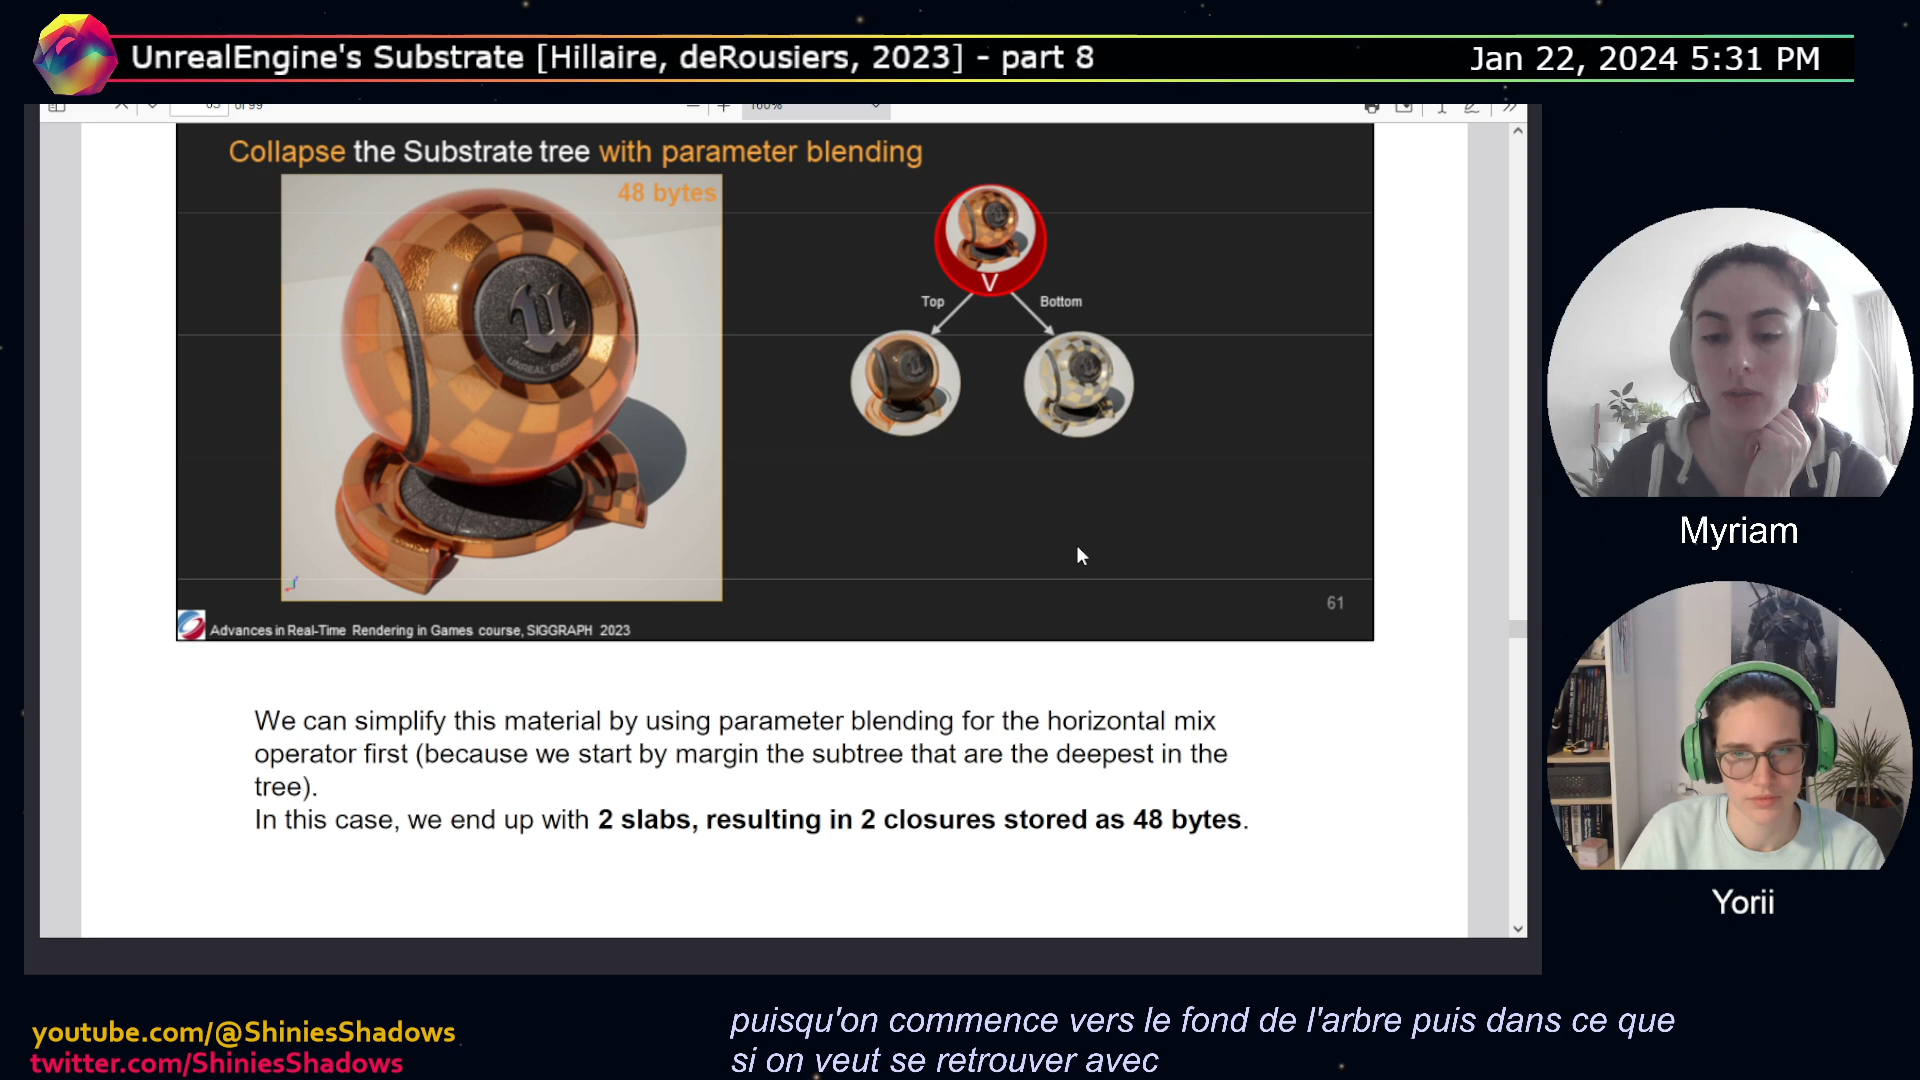 UnrealEngine's Substrate [Hillaire, deRousiers, 2023] - part 8
Jan 22, 2024 5:31 PM
of 99
160%
Collapse the Substrate tree with parameter blending
48 bytes
V
Top
Bottom
UNREAL ENGINE
61
Advances in Real-Time Rendering in Games course, SIGGRAPH 2023
We can simplify this material by using parameter blending for the horizontal mix
operator first (because we start by margin the subtree that are the deepest in the
tree).
In this case, we end up with 2 slabs, resulting in 2 closures stored as 48 bytes.
Myriam
Yorii
youtube.com/@ShiniesShadows
twitter.com/ShiniesShadows
puisqu'on commence vers le fond de l'arbre puis dans ce que
si on veut se retrouver avec